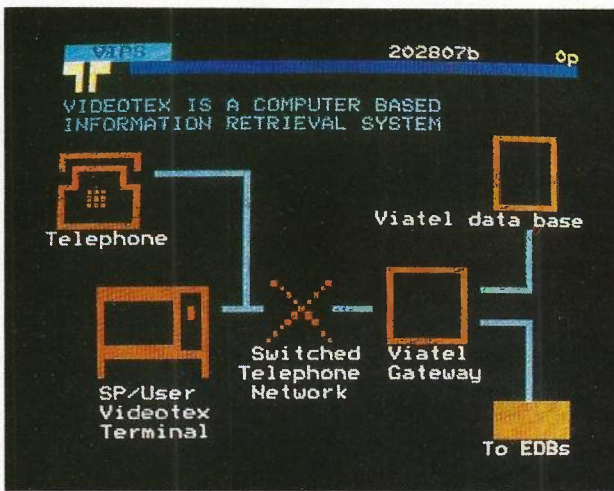 VIPS
202807b
0p
VIDEOTEX IS A COMPUTER BASED
INFORMATION RETRIEVAL SYSTEM
Telephone
Viatel data base
SP/User
Videotex
Terminal
Switched
Telephone
Network
Viatel
Gateway
To EDBs